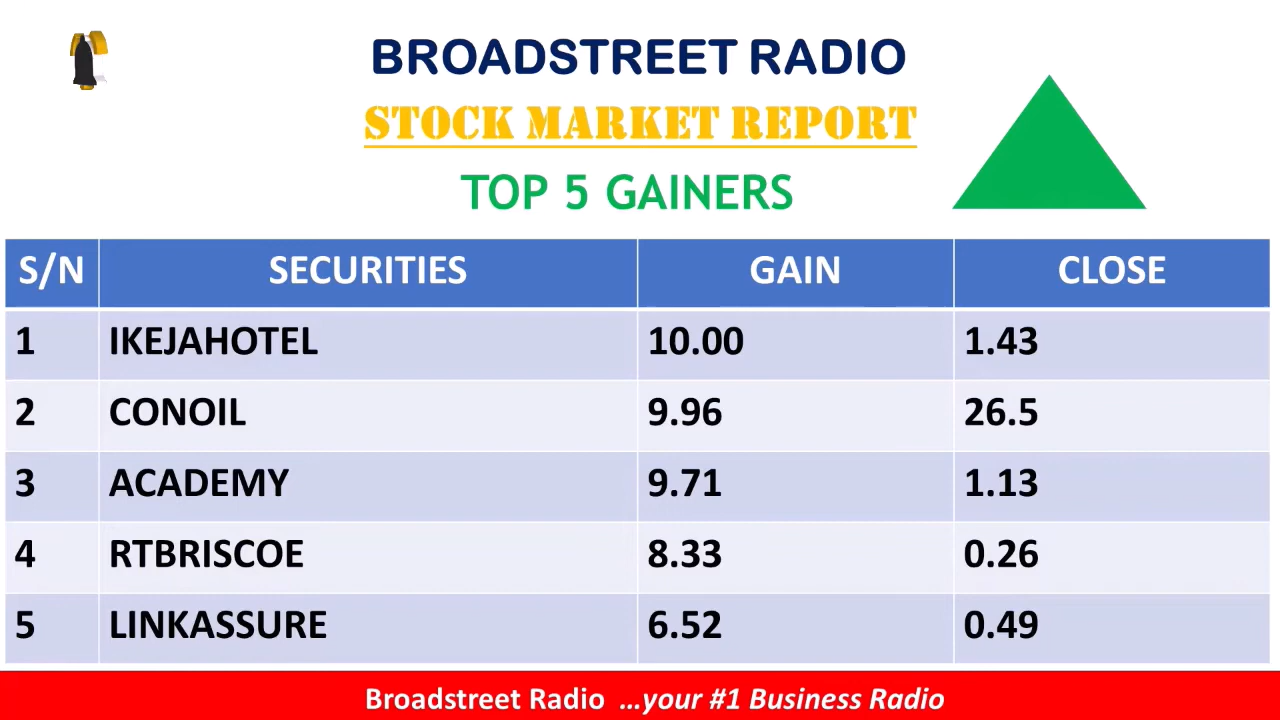 BROADSTREET RADIO
STOCK MARKET REPORT
TOP 5 GAINERS
S/N SECURITIES GAIN CLOSE
1 IKEJAHOTEL 10.00 1.43
2 CONOIL 9.96 26.5
3 ACADEMY 9.71 1.13
4 RTBRISCOE 8.33 0.26
5 LINKASSURE 6.52 0.49
Broadstreet Radio ...your #1 Business Radio